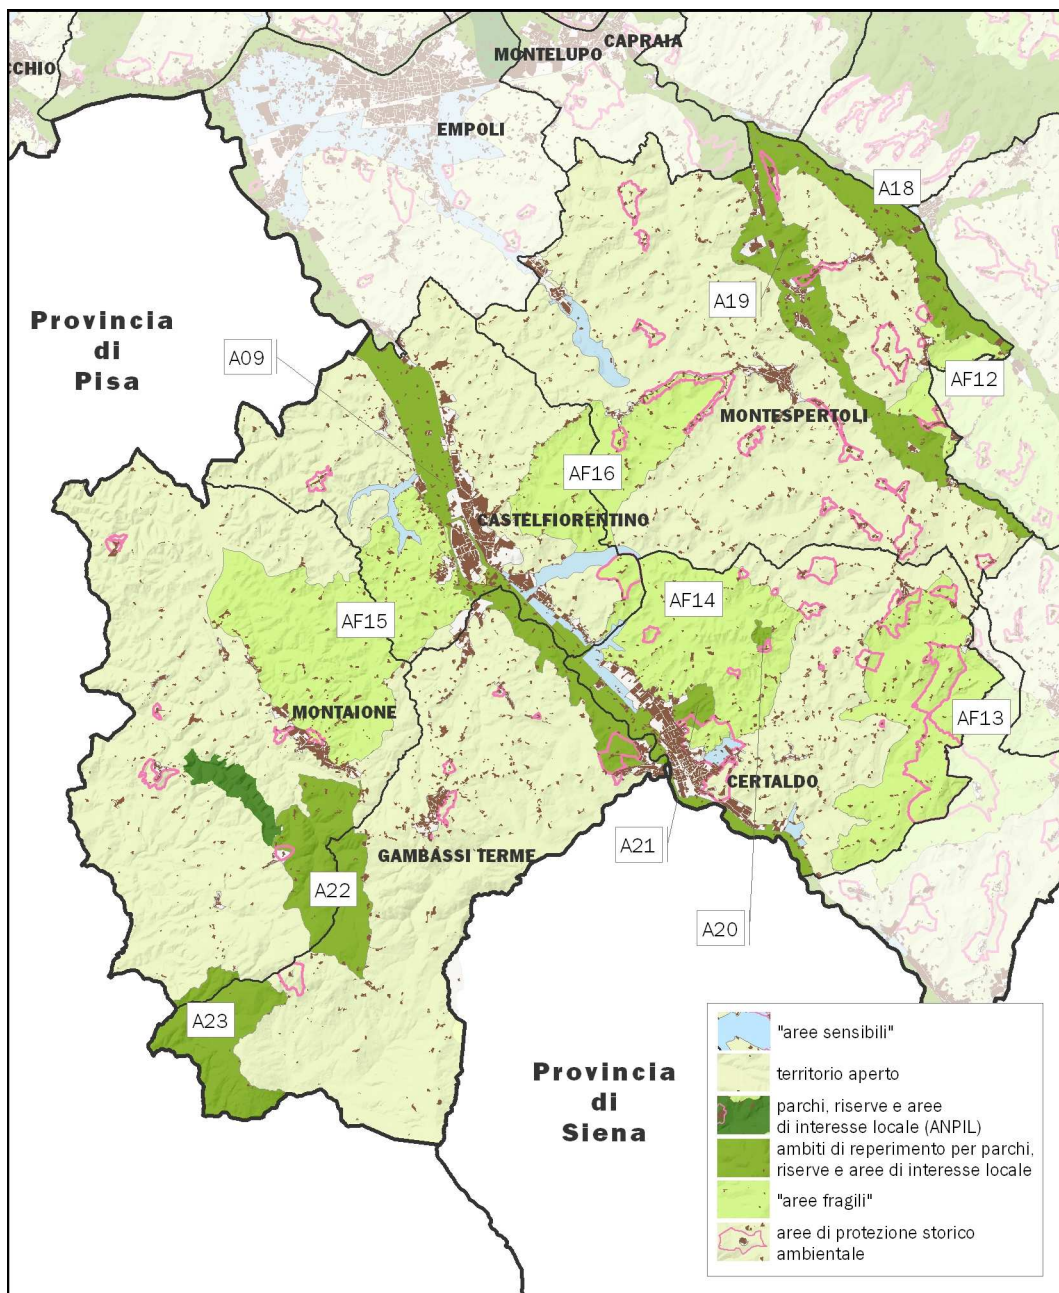 CAPRAIA
MONTELUPO
CCHIO
EMPOLI
A18
A19
Provincia
di
Pisa
A09
AF12
MONTESPERTOLI
AF16
CASTELFIORENTINO
AF14
AF15
MONTAIONE
AF13
CERTALDO
A21
GAMBASSI TERME
A22
A20
A23
Provincia
di
Siena
"aree sensibili"
territorio aperto
parchi, riserve e aree
di interesse locale (ANPIL)
ambiti di reperimento per parchi,
riserve e aree di interesse locale
"aree fragili"
aree di protezione storico
ambientale